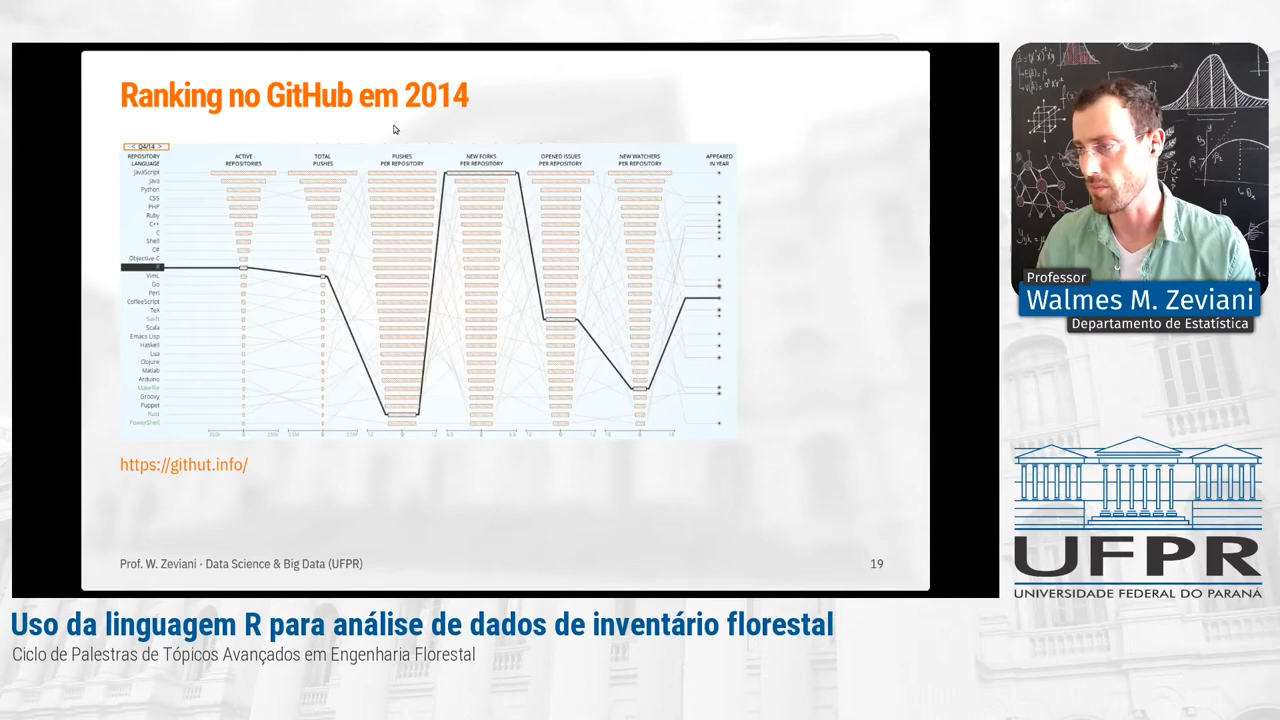 Ranking no GitHub em 2014
< Q4/14 >
REPOSITORY LANGUAGE
ACTIVE REPOSITORIES
TOTAL PUSHES
PUSHES PER REPOSITORY
NEW FORKS PER REPOSITORY
OPENED ISSUES PER REPOSITORY
NEW WATCHERS PER REPOSITORY
APPEARED IN YEAR
JavaScript
Java
Python
CSS
PHP
Ruby
C++
C
Shell
C#
Objective-C
R
VimL
Go
Perl
CoffeeScript
TeX
Swift
Scala
Emacs Lisp
Haskell
Lua
Clojure
Matlab
Arduino
Makefile
Groovy
Puppet
Rust
PowerShell
https://githut.info/
Prof. W. Zeviani - Data Science & Big Data (UFPR)
19
Professor
Walmes M. Zeviani
Departamento de Estatística
UFPR
UNIVERSIDADE FEDERAL DO PARANÁ
Uso da linguagem R para análise de dados de inventário florestal
Ciclo de Palestras de Tópicos Avançados em Engenharia Florestal